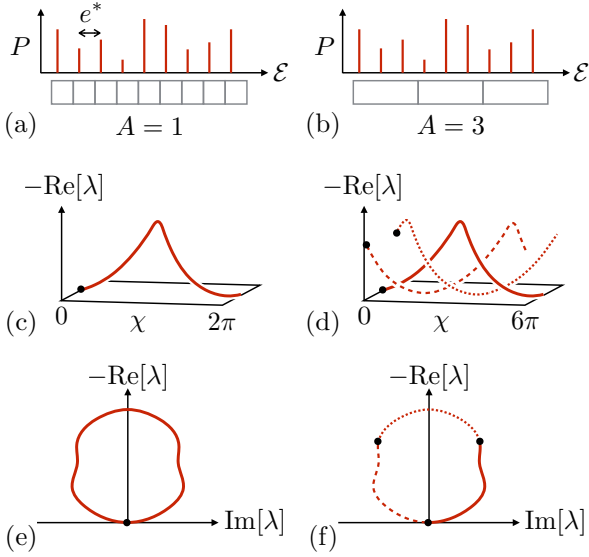 P e* ℰ
(a) A = 1
P ℰ
(b) A = 3
−Re[λ]
(c) 0 χ 2π
−Re[λ]
(d) 0 χ 6π
−Re[λ]
(e) Im[λ]
−Re[λ]
(f) Im[λ]